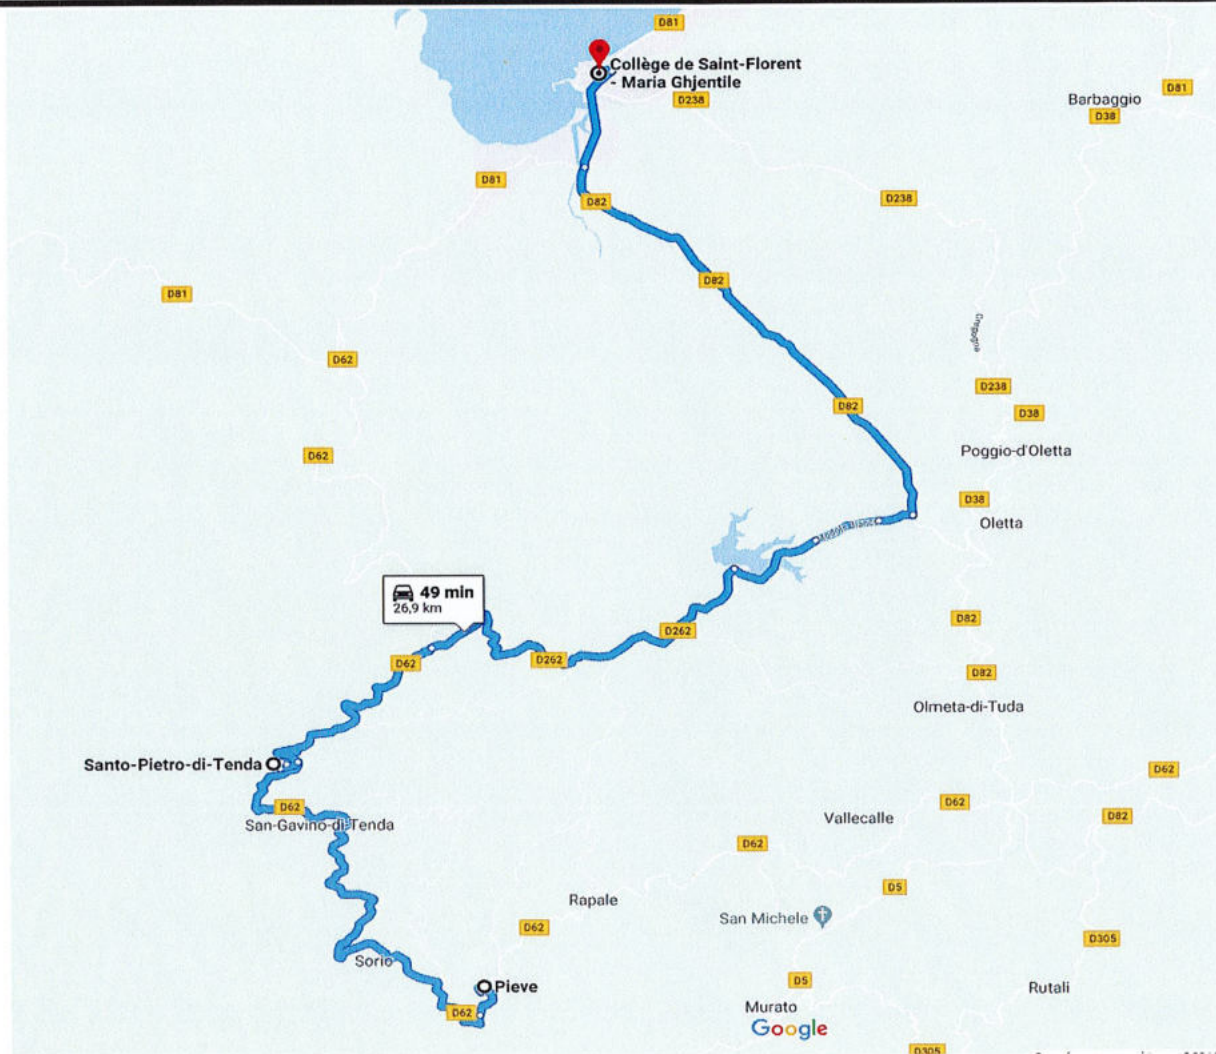 D81
Collège de Saint-Florent
- Maria Ghjentile
D238
D81
Barbaggio
D38
D81
D82
D238
D82
D81
D62
D238
D38
D82
D62
Poggio-d'Oletta
D38
Oletta
49 min
26,9 km
D82
D262
D262
D62
D82
Olmeta-di-Tuda
Santo-Pietro-di-Tenda
D62
D62
D62
San-Gavino-di-Tenda
Vallecalle
D82
D62
D5
Rapale
San Michele
D62
D305
Sorio
D5
Pieve
Rutali
D62
Murato
Google
D305